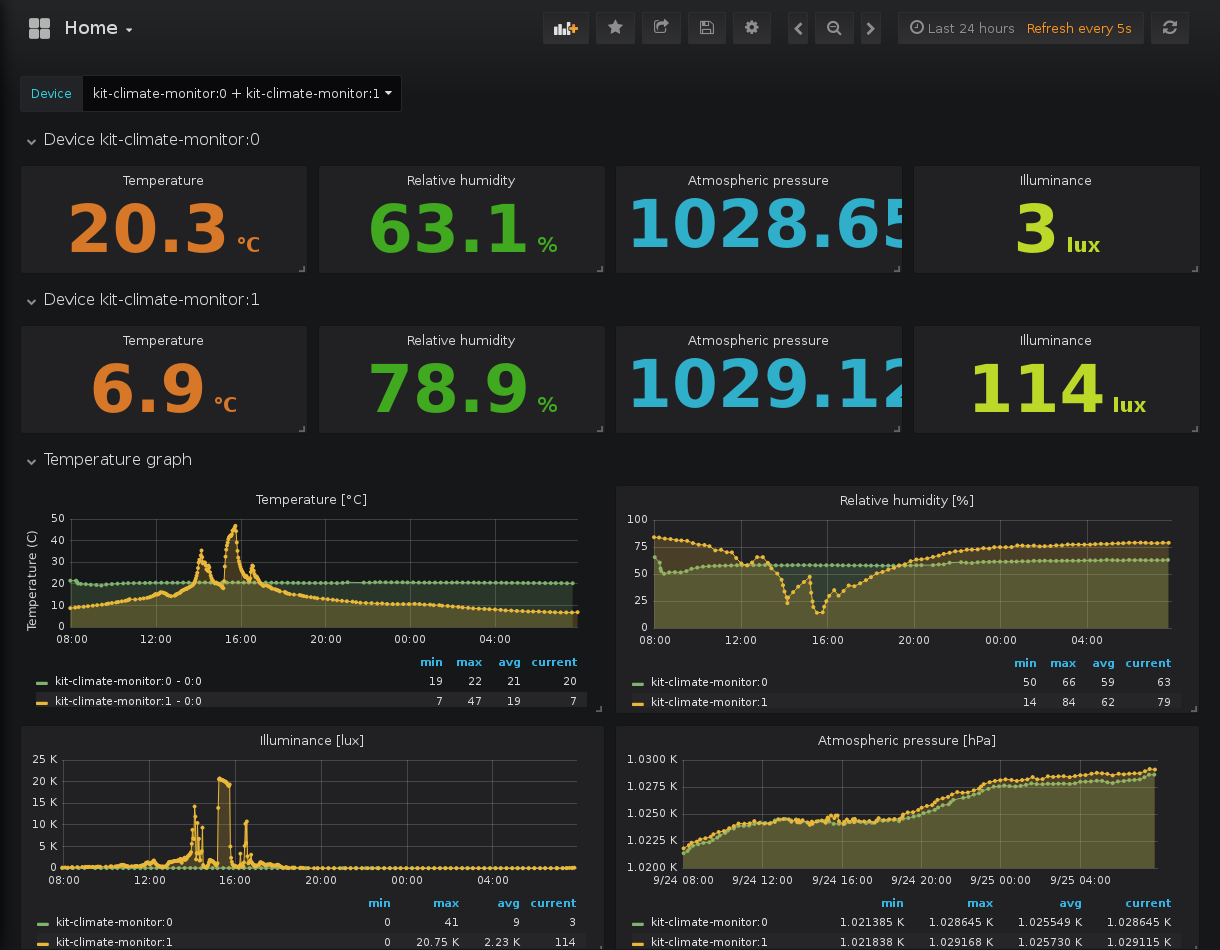 Home
Last 24 hours Refresh every 5s
Device kit-climate-monitor:0 + kit-climate-monitor:1
Device kit-climate-monitor:0
Temperature Relative humidity Atmospheric pressure Illuminance
20.3 °C 63.1 % 1028.65 3 lux
Device kit-climate-monitor:1
Temperature Relative humidity Atmospheric pressure Illuminance
6.9 °C 78.9 % 1029.12 114 lux
Temperature graph
Temperature [°C]
Temperature (C)
50
40
30
20
10
0
08:00 12:00 16:00 20:00 00:00 04:00
min max avg current
kit-climate-monitor:0 - 0:0 19 22 21 20
kit-climate-monitor:1 - 0:0 7 47 19 7
Relative humidity [%]
100
75
50
25
0
08:00 12:00 16:00 20:00 00:00 04:00
min max avg current
kit-climate-monitor:0 50 66 59 63
kit-climate-monitor:1 14 84 62 79
Illuminance [lux]
25 K
20 K
15 K
10 K
5 K
0
08:00 12:00 16:00 20:00 00:00 04:00
min max avg current
kit-climate-monitor:0 0 41 9 3
kit-climate-monitor:1 0 20.75 K 2.23 K 114
Atmospheric pressure [hPa]
1.0300 K
1.0275 K
1.0250 K
1.0225 K
1.0200 K
9/24 08:00 9/24 12:00 9/24 16:00 9/24 20:00 9/25 00:00 9/25 04:00
min max avg current
kit-climate-monitor:0 1.021385 K 1.028645 K 1.025549 K 1.028645 K
kit-climate-monitor:1 1.021838 K 1.029168 K 1.025730 K 1.029115 K